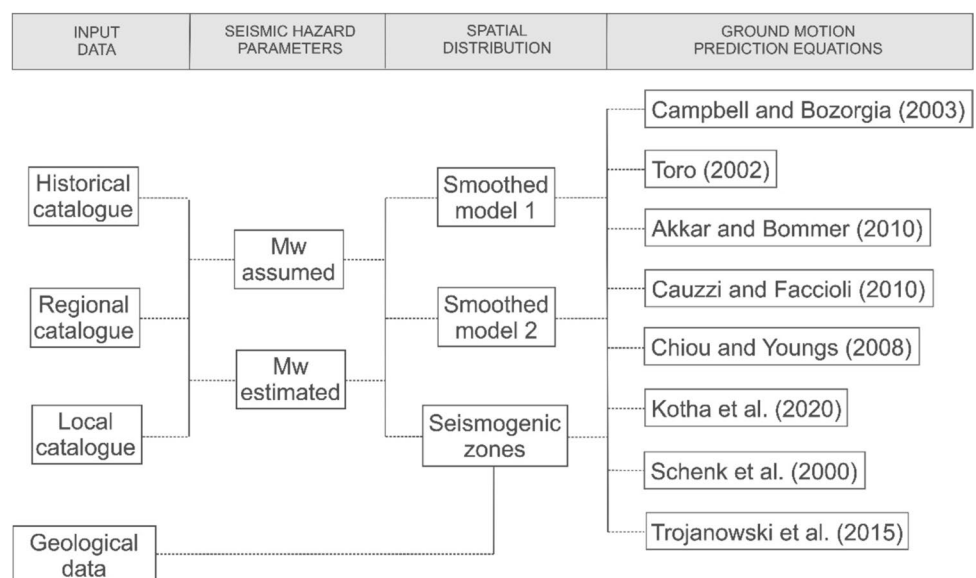 INPUT
DATA
SEISMIC HAZARD
PARAMETERS
SPATIAL
DISTRIBUTION
GROUND MOTION
PREDICTION EQUATIONS
Historical
catalogue
Regional
catalogue
Local
catalogue
Geological
data
Mw
assumed
Mw
estimated
Smoothed
model 1
Smoothed
model 2
Seismogenic
zones
Campbell and Bozorgia (2003)
Toro (2002)
Akkar and Bommer (2010)
Cauzzi and Faccioli (2010)
Chiou and Youngs (2008)
Kotha et al. (2020)
Schenk et al. (2000)
Trojanowski et al. (2015)